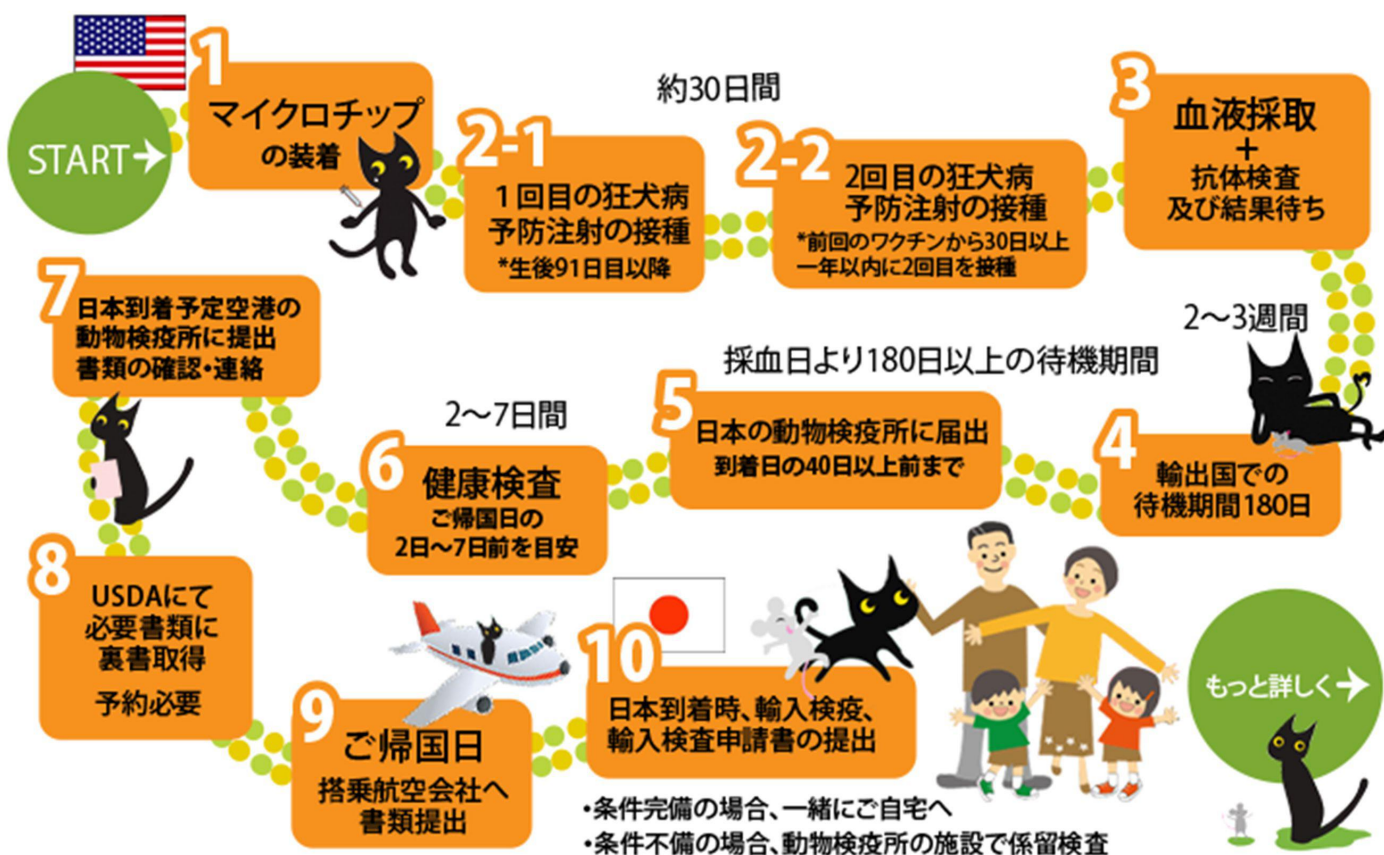 START→
1
マイクロチップ
の装着
約30日間
2-1
1回目の狂犬病
予防注射の接種
*生後91日目以降
2-2
2回目の狂犬病
予防注射の接種
*前回のワクチンから30日以上
一年以内に2回目を接種
3
血液採取
+
抗体検査
及び結果待ち
2〜3週間
4
輸出国での
待機期間180日
採血日より180日以上の待機期間
5
日本の動物検疫所に届出
到着日の40日以上前まで
2〜7日間
6
健康検査
ご帰国日の
2日〜7日前を目安
7
日本到着予定空港の
動物検疫所に提出
書類の確認・連絡
8
USDAにて
必要書類に
裏書取得
予約必要
9
ご帰国日
搭乗航空会社へ
書類提出
10
日本到着時、輸入検疫、
輸入検査申請書の提出
・条件完備の場合、一緒にご自宅へ
・条件不備の場合、動物検疫所の施設で係留検査
もっと詳しく→